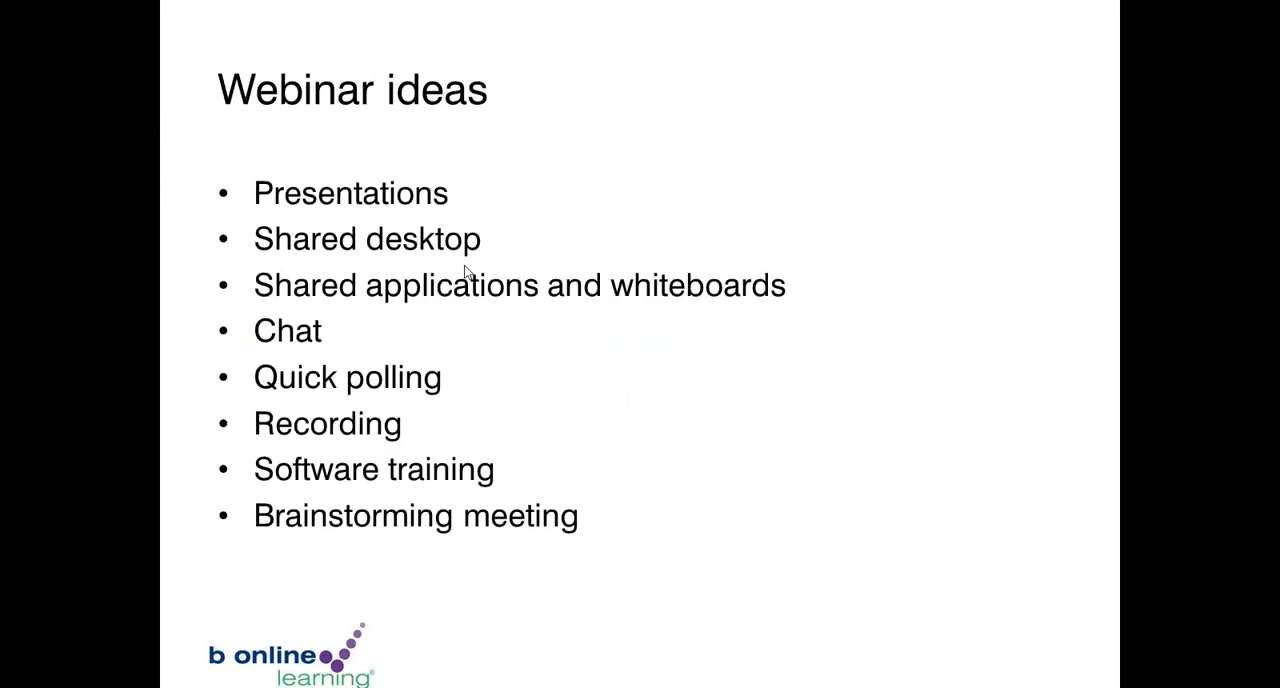 Webinar ideas
• Presentations
• Shared desktop
• Shared applications and whiteboards
• Chat
• Quick polling
• Recording
• Software training
• Brainstorming meeting
b online
learning®